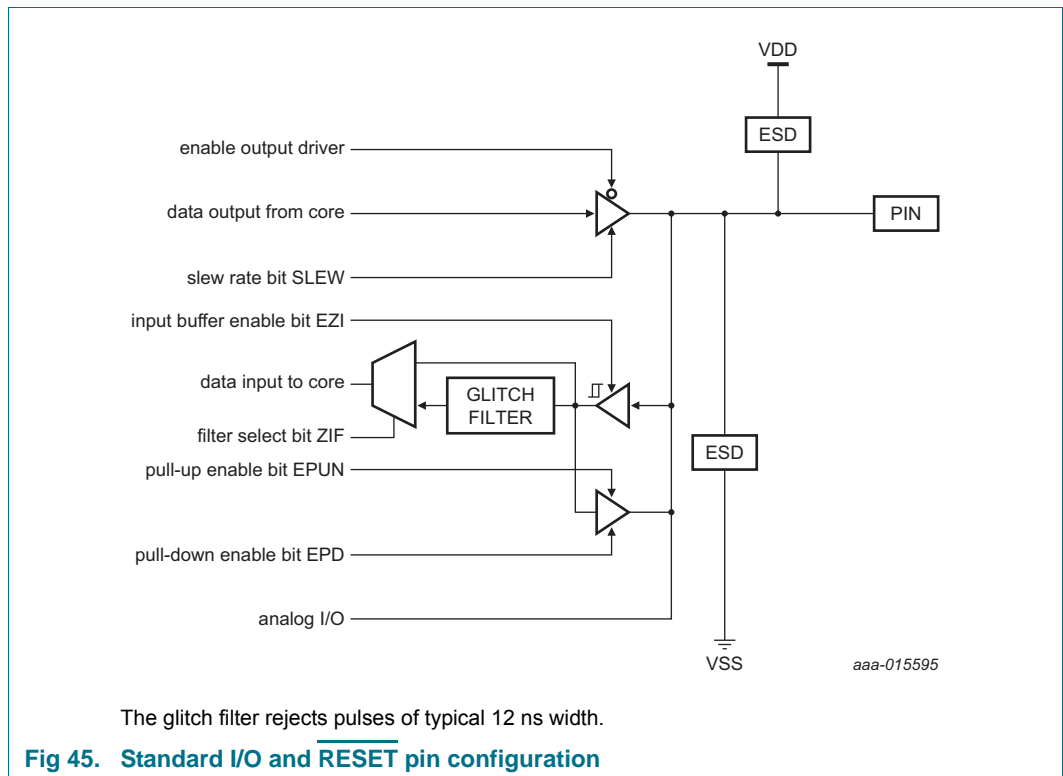 VDD
ESD
enable output driver
data output from core
PIN
slew rate bit SLEW
input buffer enable bit EZI
data input to core
GLITCH
FILTER
filter select bit ZIF
ESD
pull-up enable bit EPUN
pull-down enable bit EPD
analog I/O
VSS
aaa-015595
The glitch filter rejects pulses of typical 12 ns width.
Fig 45. Standard I/O and RESET pin configuration